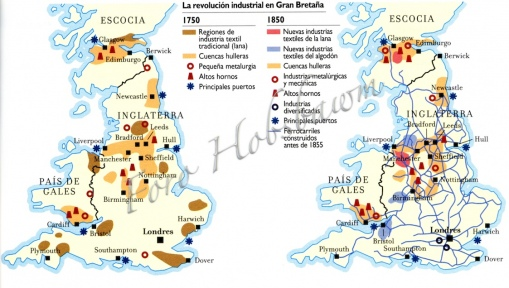 La revolución industrial en Gran Bretaña
1750
Regiones de
industria textil
tradicional (lana)
Cuencas hulleras
Pequeña metalurgia
Altos hornos
Principales puertos
1850
Nuevas industrias
textiles de la lana
Nuevas industrias
textiles del algodón
Cuencas hulleras
Industrias metalúrgicas
y mecánicas
Altos hornos
Industrias
diversificadas
Principales puertos
Ferrocarriles
construidos
antes de 1855
ESCOCIA
Glasgow
Edimburgo
Berwick
Newcastle
INGLATERRA
Leeds
Bradford
Hull
Liverpool
Manchester
Sheffield
Nottingham
PAÍS DE
GALES
Birmingham
Cardiff
Bristol
Londres
Harwich
Plymouth
Southampton
Dover
ESCOCIA
Glasgow
Edimburgo
Berwick
Newcastle
INGLATERRA
Bradford
Leeds
Liverpool
Hull
Manchester
Sheffield
Nottingham
PAÍS DE
GALES
Birmingham
Cardiff
Bristol
Londres
Harwich
Plymouth
Southampton
Dover